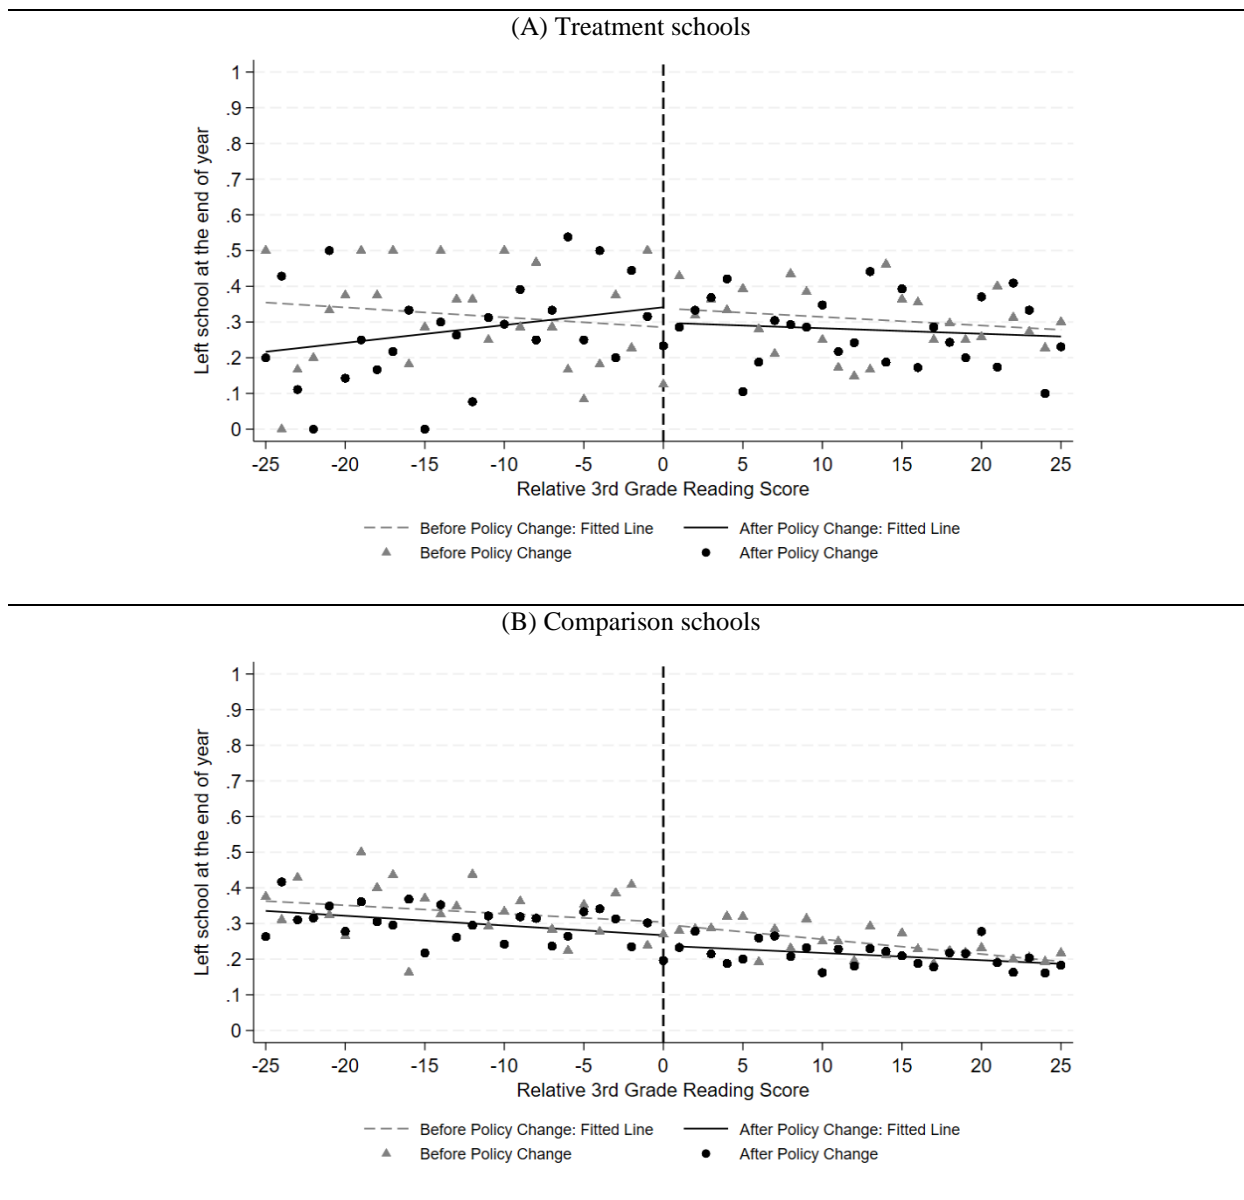 (A) Treatment schools
Left school at the end of year
1
.9
.8
.7
.6
.5
.4
.3
.2
.1
0
-25 -20 -15 -10 -5 0 5 10 15 20 25
Relative 3rd Grade Reading Score
Before Policy Change: Fitted Line After Policy Change: Fitted Line
Before Policy Change After Policy Change
(B) Comparison schools
Left school at the end of year
1
.9
.8
.7
.6
.5
.4
.3
.2
.1
0
-25 -20 -15 -10 -5 0 5 10 15 20 25
Relative 3rd Grade Reading Score
Before Policy Change: Fitted Line After Policy Change: Fitted Line
Before Policy Change After Policy Change